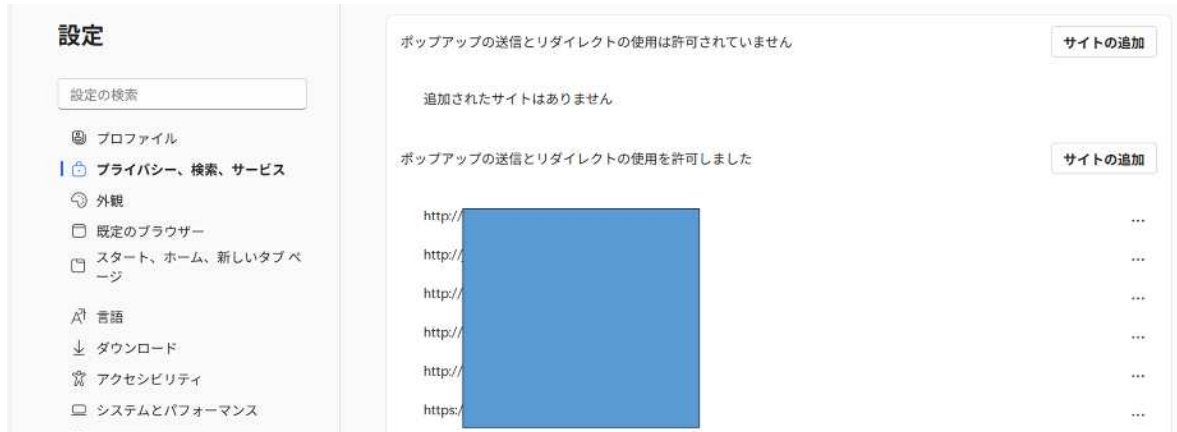 設定
設定の検索
プロファイル
プライバシー、検索、サービス
外観
既定のブラウザー
スタート、ホーム、新しいタブ ペ
ージ
言語
ダウンロード
アクセシビリティ
システムとパフォーマンス
ポップアップの送信とリダイレクトの使用は許可されていません
サイトの追加
追加されたサイトはありません
ポップアップの送信とリダイレクトの使用を許可しました
サイトの追加
http://
http://
http://
http://
http://
https:/